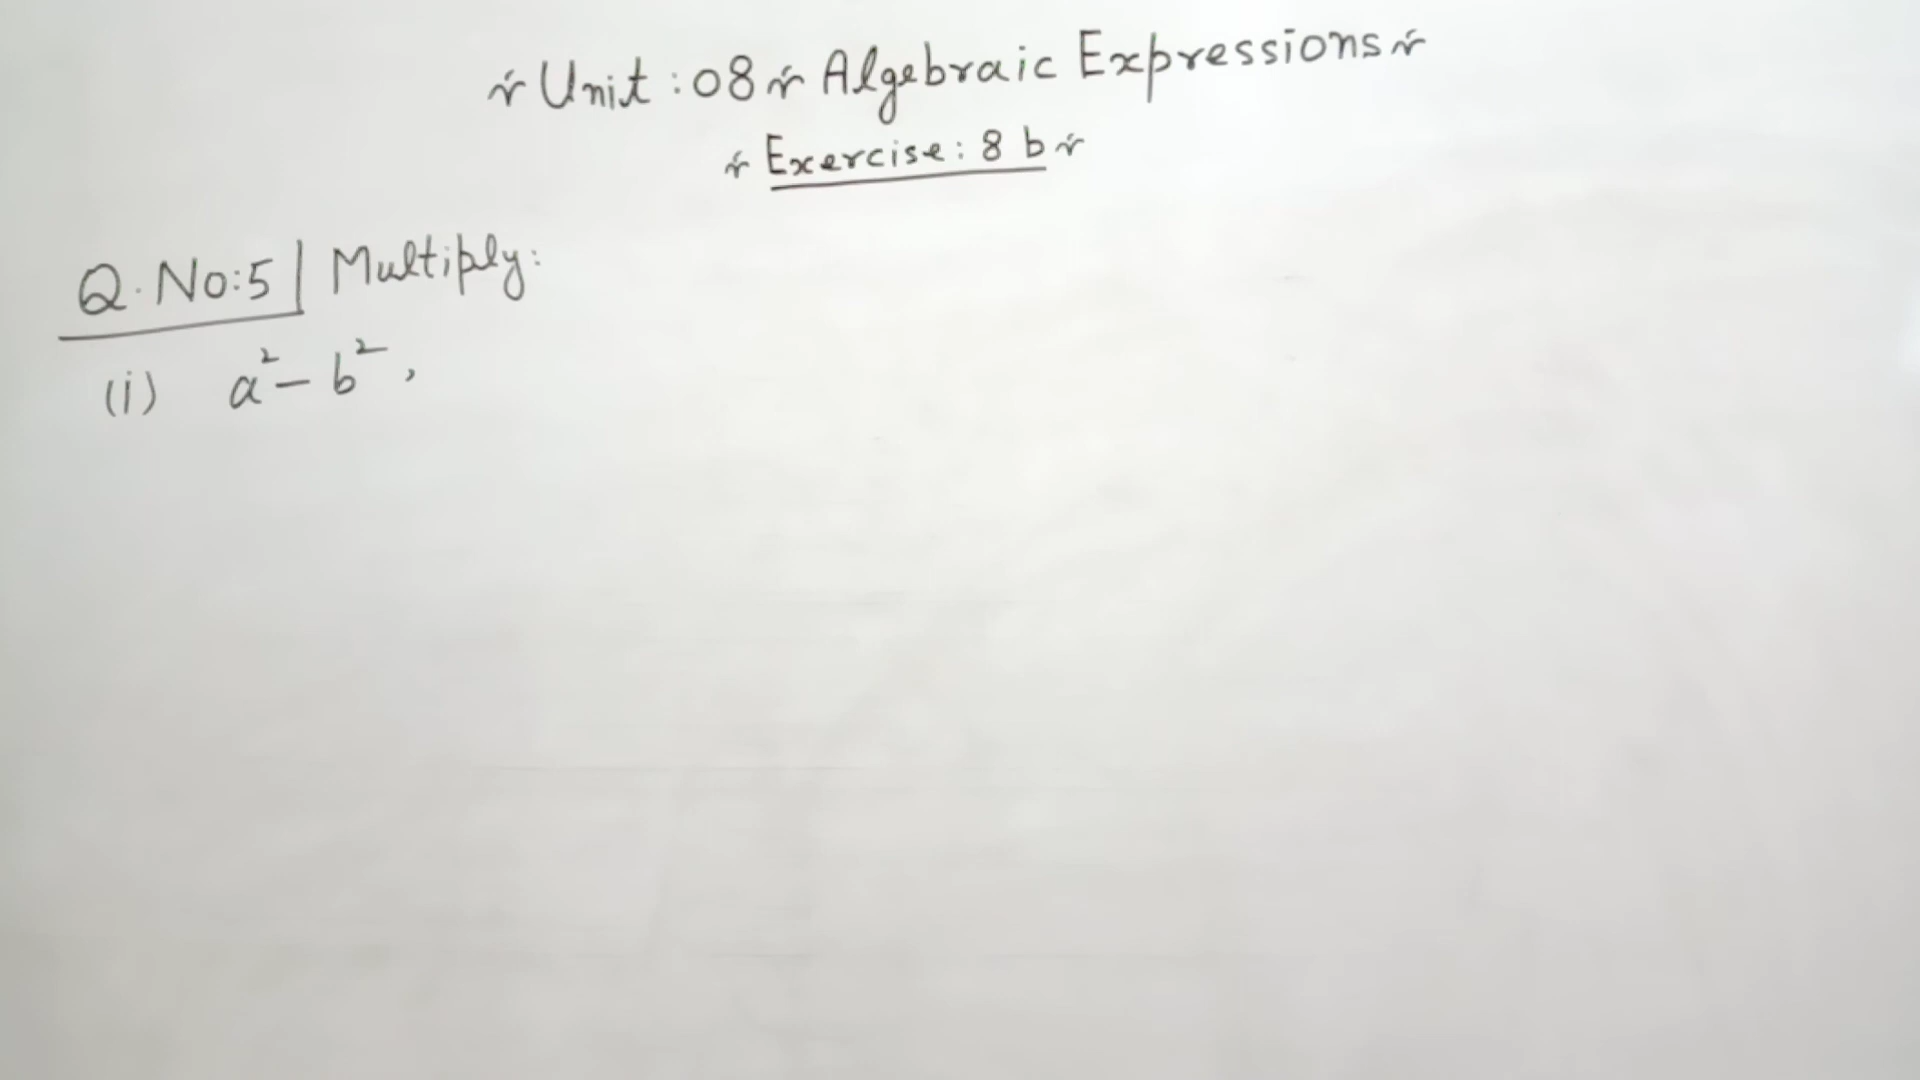 Unit : 08 Algebraic Expressions
Exercise : 8 b
Q. No:5 | Multiply:
(i) a² - b² ,